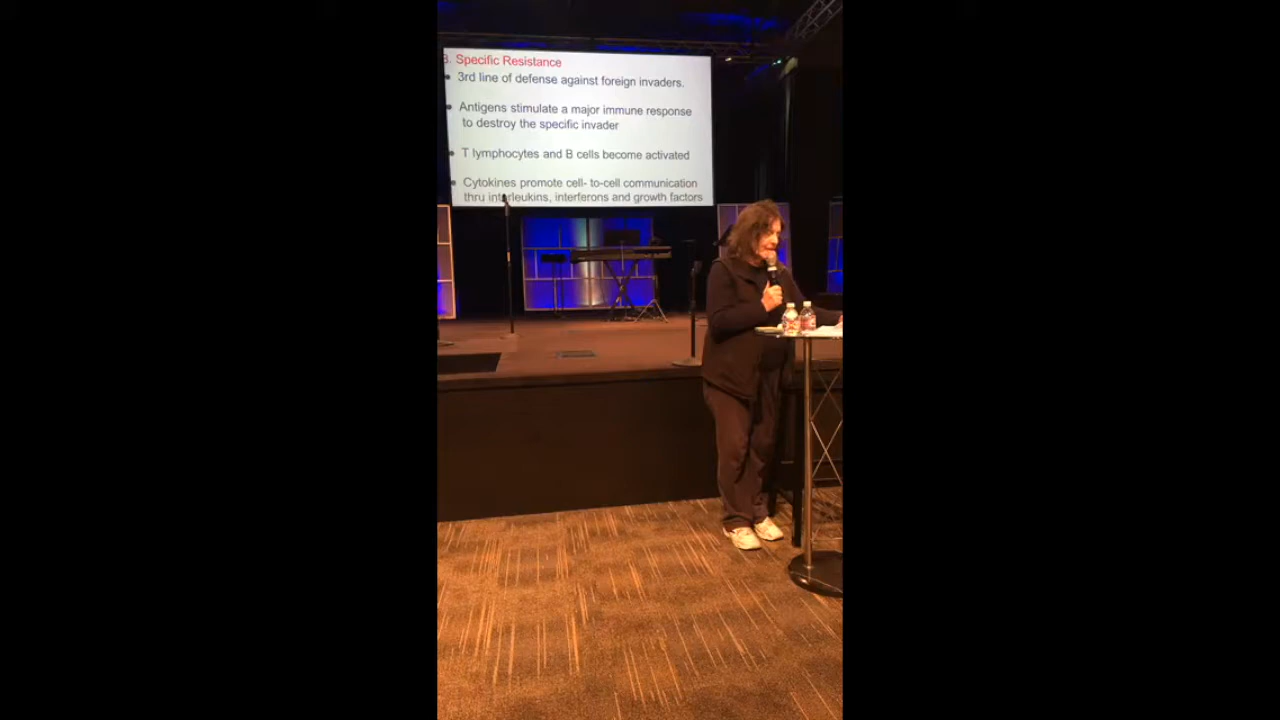 3. Specific Resistance
• 3rd line of defense against foreign invaders.
• Antigens stimulate a major immune response
to destroy the specific invader
• T lymphocytes and B cells become activated
• Cytokines promote cell- to-cell communication
thru interleukins, interferons and growth factors